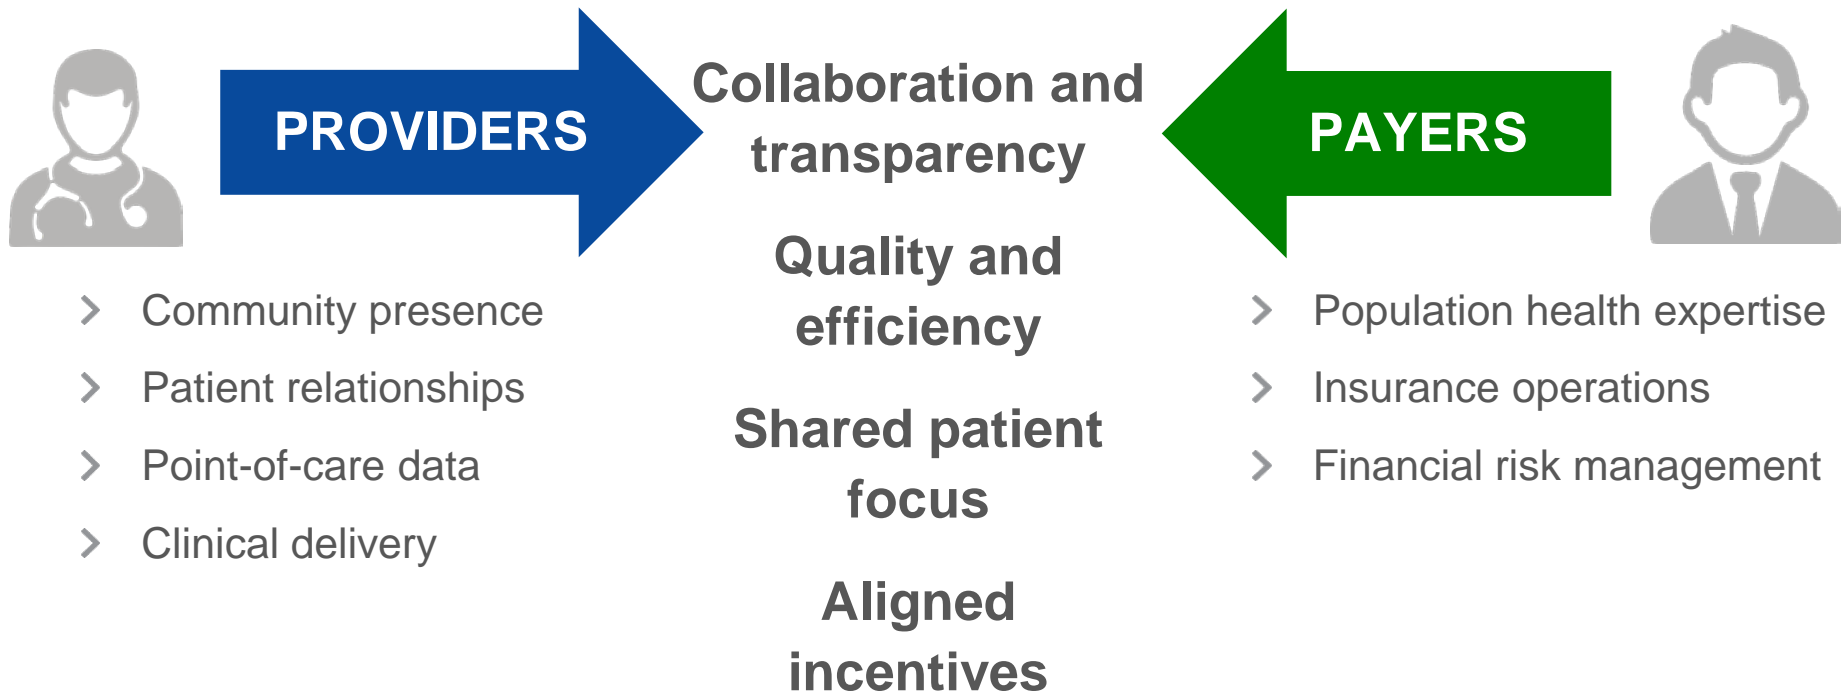 PROVIDERS
Community presence
Patient relationships
Point-of-care data
Clinical delivery
Collaboration and
transparency
Quality and
efficiency
Shared patient
focus
Aligned
incentives
PAYERS
Population health expertise
Insurance operations
Financial risk management